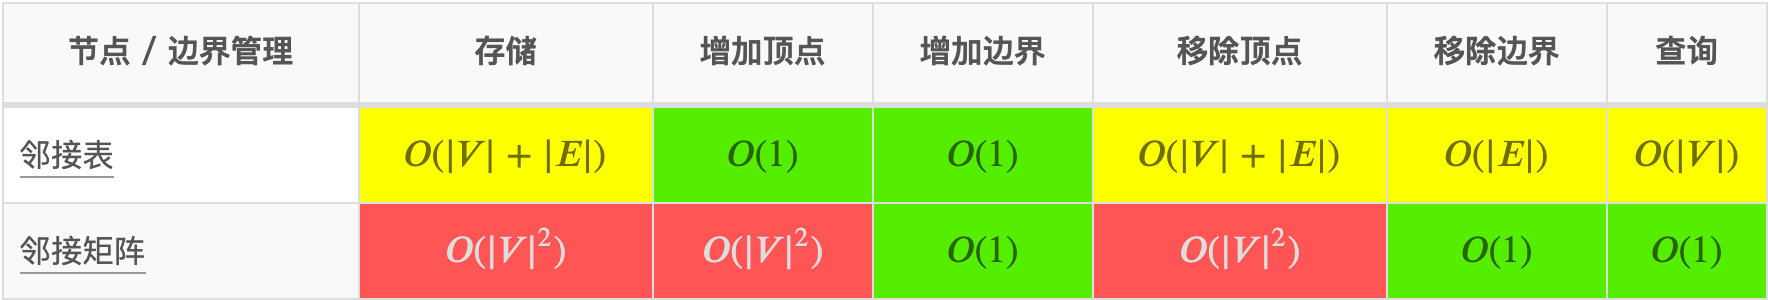 节点 / 边界管理 存储 增加顶点 增加边界 移除顶点 移除边界 查询
邻接表 O(|V| + |E|) O(1) O(1) O(|V| + |E|) O(|E|) O(|V|)
邻接矩阵 O(|V|²) O(|V|²) O(1) O(|V|²) O(1) O(1)